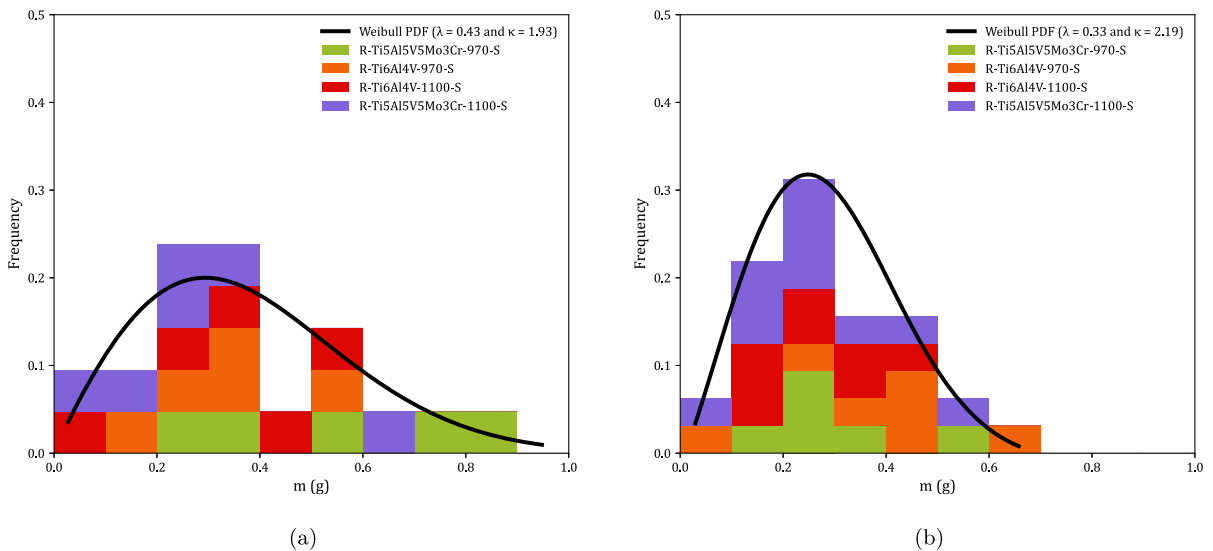 0.5
0.4
0.3
0.2
0.1
0.0
Frequency
0.0 0.2 0.4 0.6 0.8 1.0
m (g)
Weibull PDF (λ = 0.43 and κ = 1.93)
R-Ti5Al5V5Mo3Cr-970-S
R-Ti6Al4V-970-S
R-Ti6Al4V-1100-S
R-Ti5Al5V5Mo3Cr-1100-S
(a)
0.5
0.4
0.3
0.2
0.1
0.0
Frequency
0.0 0.2 0.4 0.6 0.8 1.0
m (g)
Weibull PDF (λ = 0.33 and κ = 2.19)
R-Ti5Al5V5Mo3Cr-970-S
R-Ti6Al4V-970-S
R-Ti6Al4V-1100-S
R-Ti5Al5V5Mo3Cr-1100-S
(b)